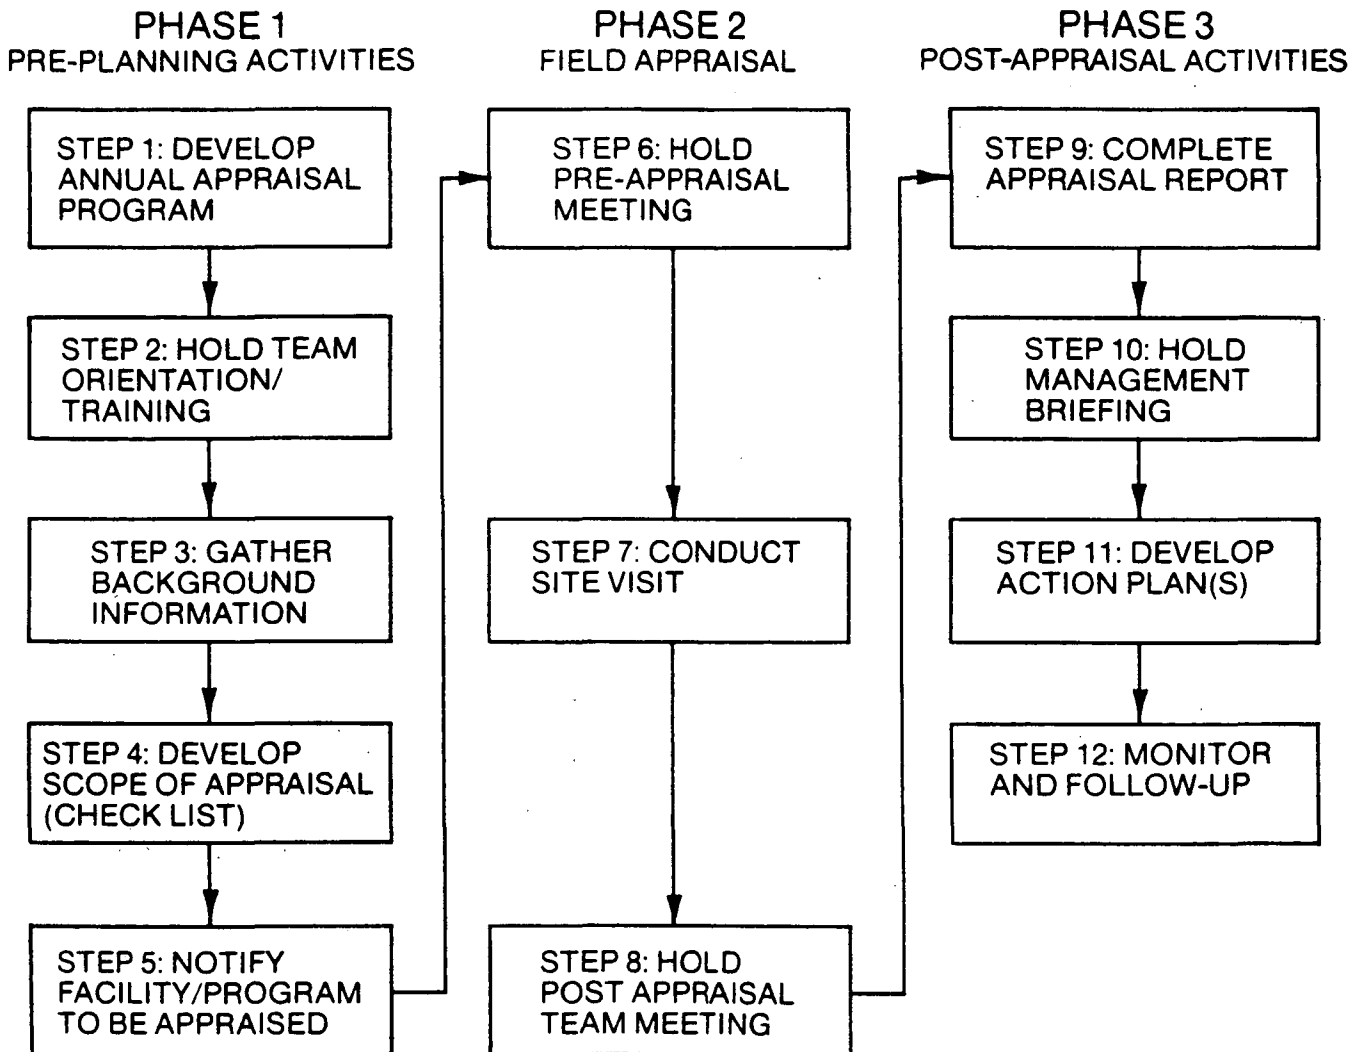 PHASE 1
PRE-PLANNING ACTIVITIES
STEP 1: DEVELOP
ANNUAL APPRAISAL
PROGRAM
STEP 2: HOLD TEAM
ORIENTATION/
TRAINING
STEP 3: GATHER
BACKGROUND
INFORMATION
STEP 4: DEVELOP
SCOPE OF APPRAISAL
(CHECK LIST)
STEP 5: NOTIFY
FACILITY/PROGRAM
TO BE APPRAISED
PHASE 2
FIELD APPRAISAL
STEP 6: HOLD
PRE-APPRAISAL
MEETING
STEP 7: CONDUCT
SITE VISIT
STEP 8: HOLD
POST APPRAISAL
TEAM MEETING
PHASE 3
POST-APPRAISAL ACTIVITIES
STEP 9: COMPLETE
APPRAISAL REPORT
STEP 10: HOLD
MANAGEMENT
BRIEFING
STEP 11: DEVELOP
ACTION PLAN(S)
STEP 12: MONITOR
AND FOLLOW-UP